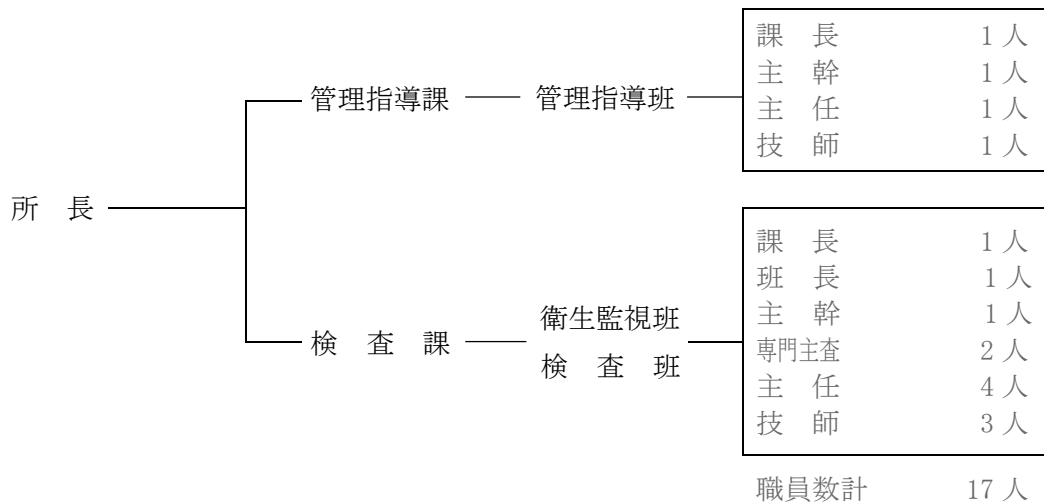 所 長
管理指導課
管理指導班
課 長 1人
主 幹 1人
主 任 1人
技 師 1人
検 査 課
衛生監視班
検 査 班
課 長 1人
班 長 1人
主 幹 1人
専門主査 2人
主 任 4人
技 師 3人
職員数計 17人